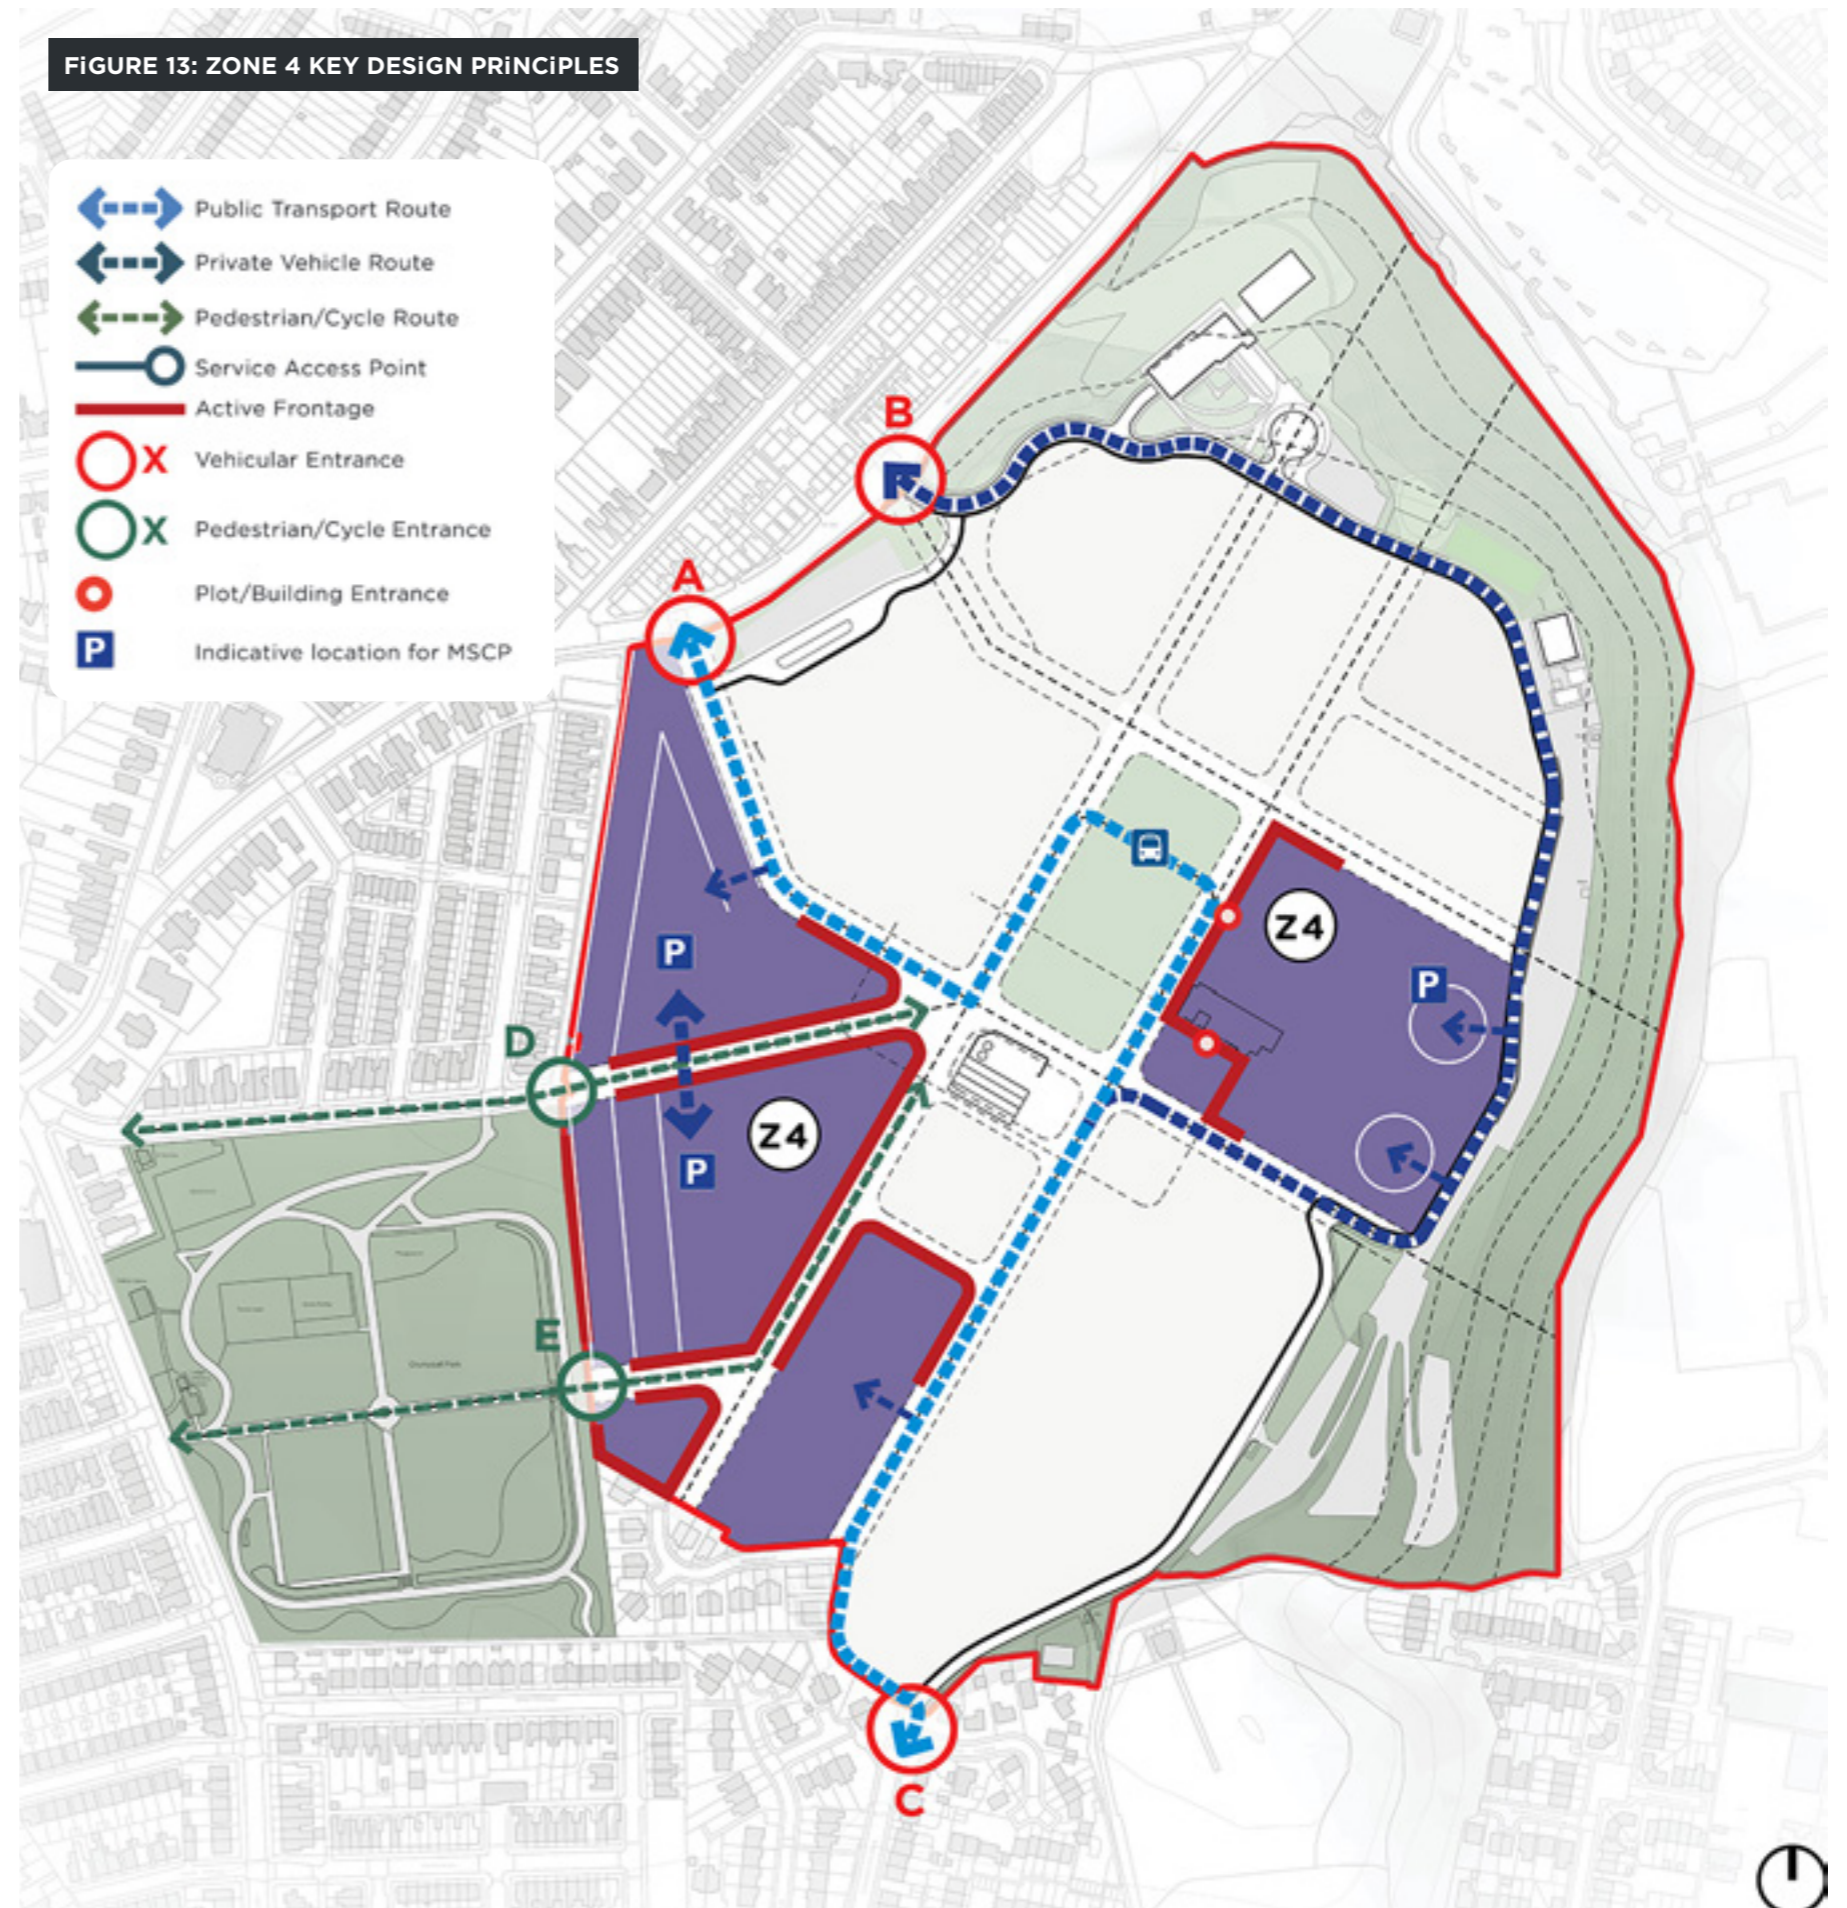 FiGURE 13: ZONE 4 KEY DESiGN PRiNCiPLES
Public Transport Route
Private Vehicle Route
Pedestrian/Cycle Route
Service Access Point
Active Frontage
X Vehicular Entrance
X Pedestrian/Cycle Entrance
Plot/Building Entrance
P Indicative location for MSCP
B
A
Z4
P
P
D
Z4
P
E
C